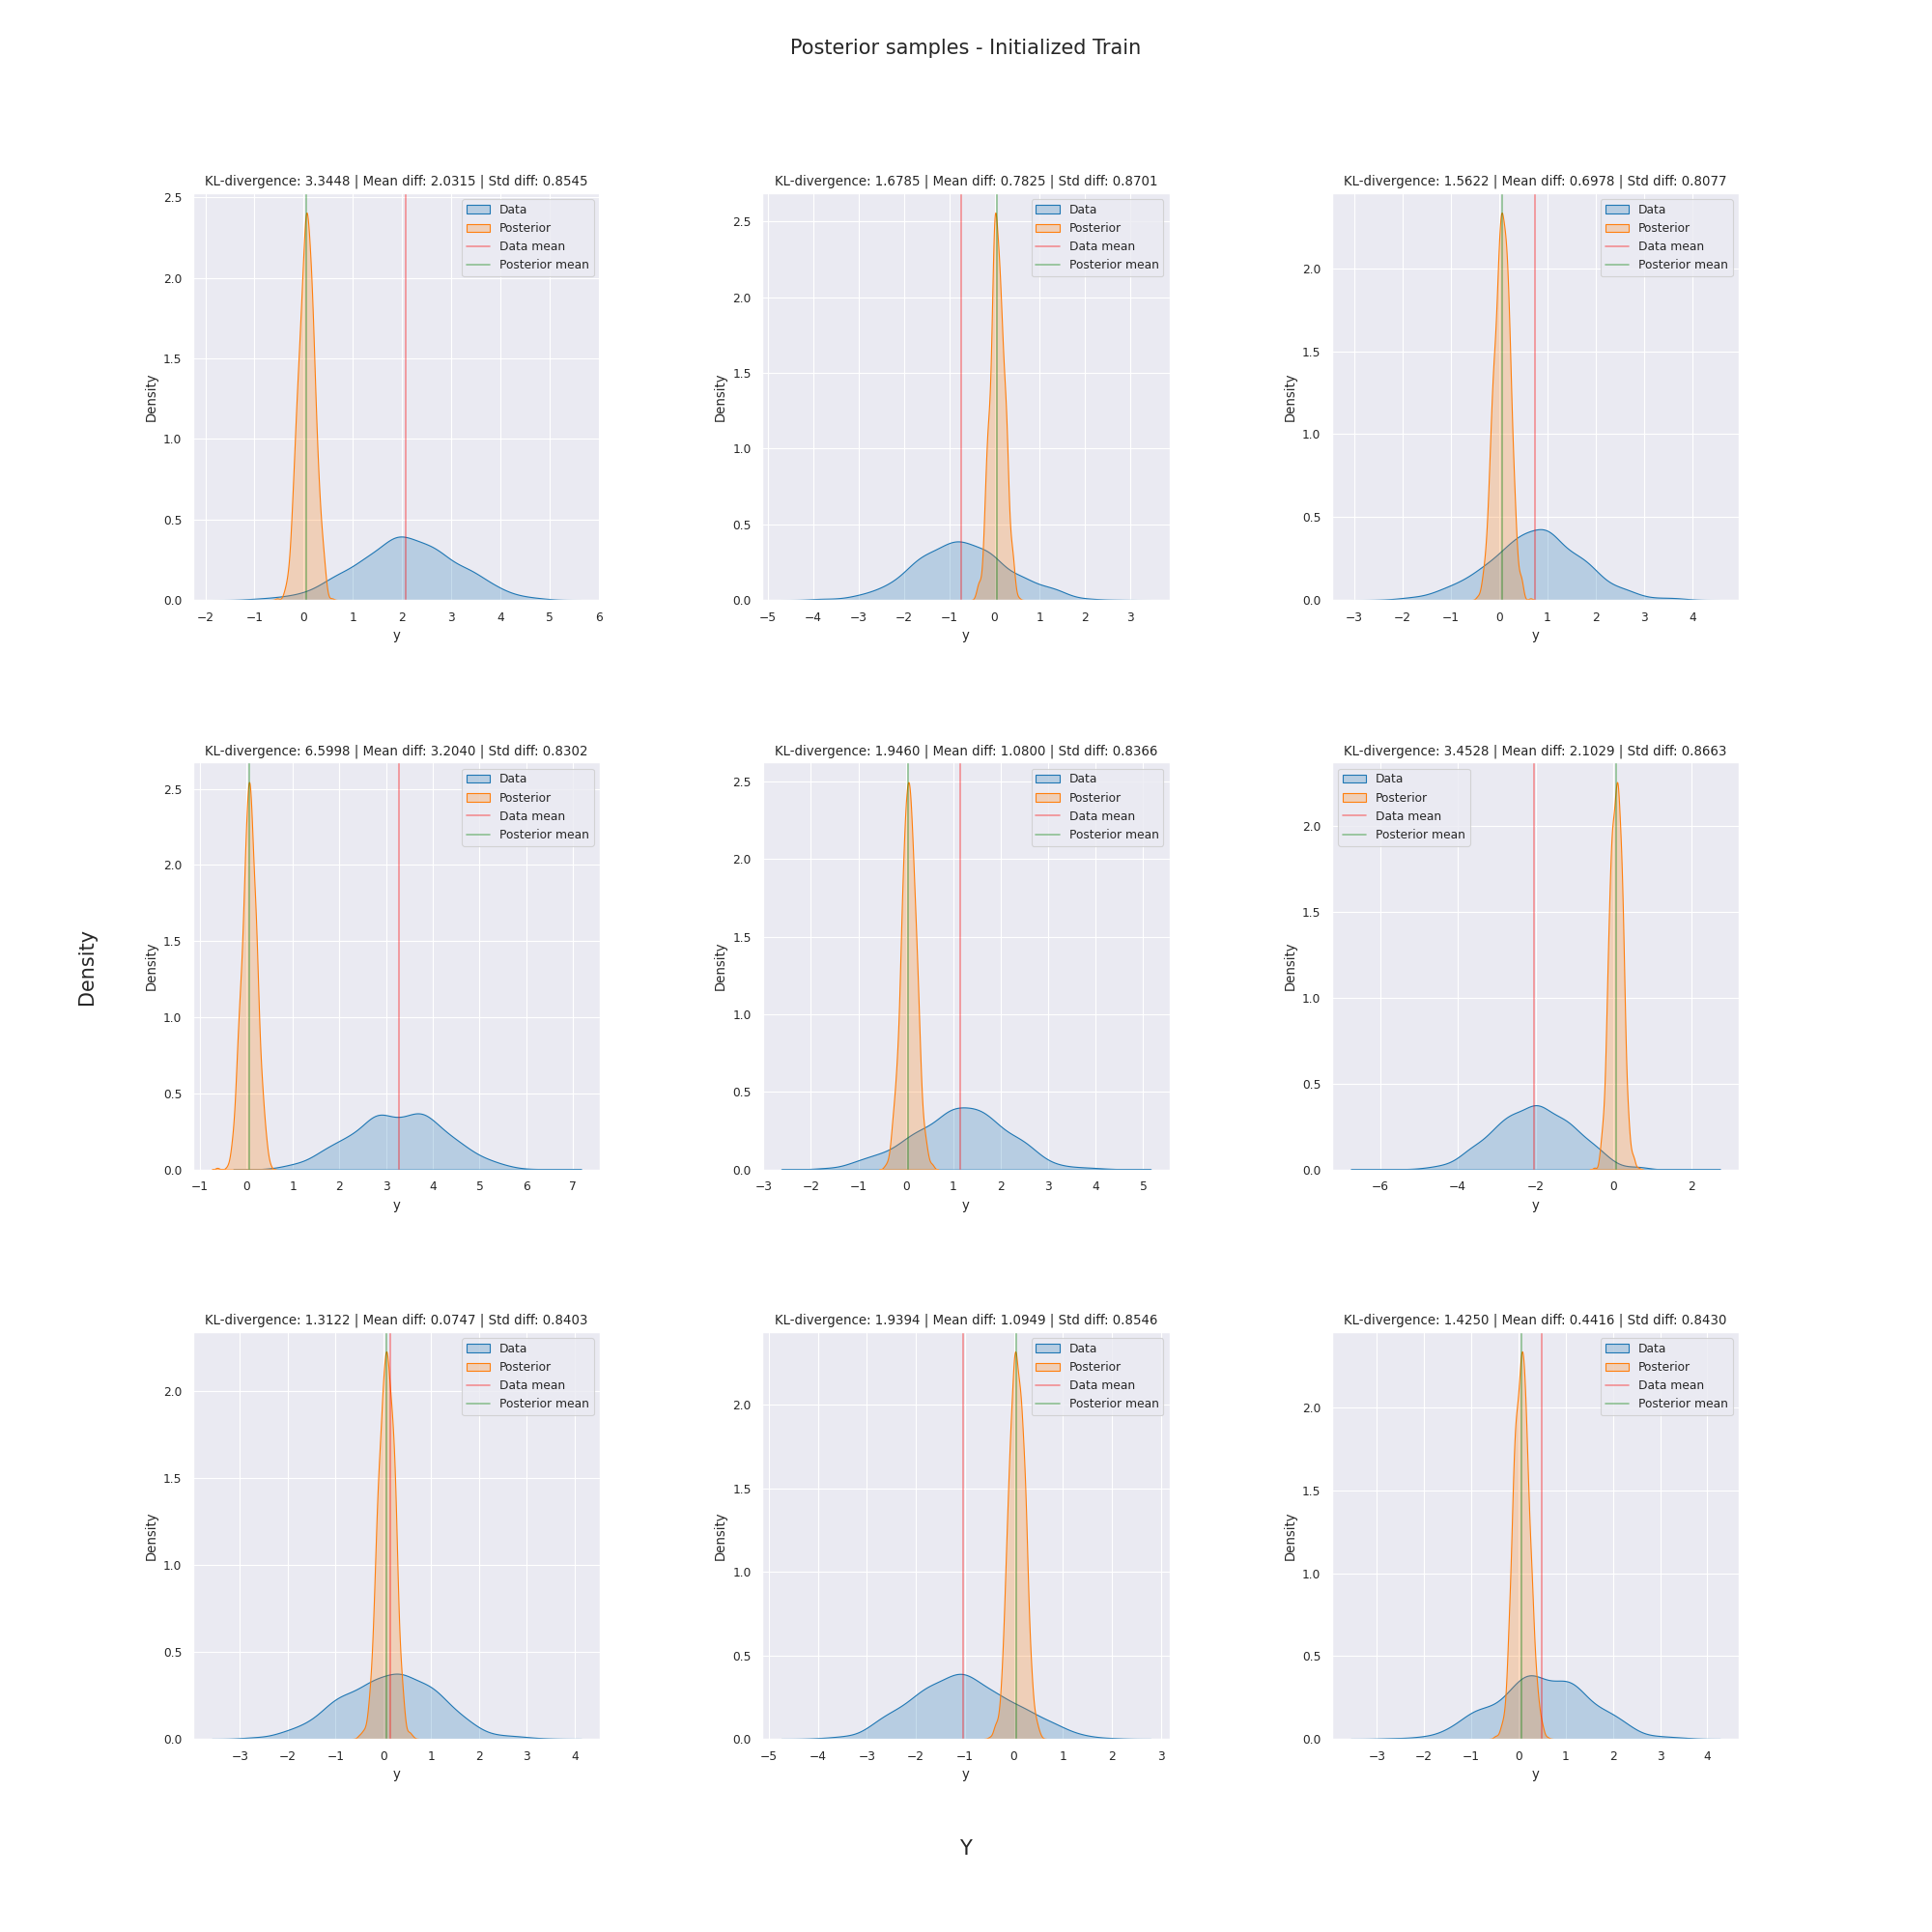 Posterior samples - Initialized Train
KL-divergence: 3.3448 | Mean diff: 2.0315 | Std diff: 0.8545
Data
Posterior
Data mean
Posterior mean
2.5
2.0
1.5
1.0
0.5
0.0
Density
−2 −1 0 1 2 3 4 5 6
y
KL-divergence: 1.6785 | Mean diff: 0.7825 | Std diff: 0.8701
Data
Posterior
Data mean
Posterior mean
2.5
2.0
1.5
1.0
0.5
0.0
Density
−5 −4 −3 −2 −1 0 1 2 3
y
KL-divergence: 1.5622 | Mean diff: 0.6978 | Std diff: 0.8077
Data
Posterior
Data mean
Posterior mean
2.0
1.5
1.0
0.5
0.0
Density
−3 −2 −1 0 1 2 3 4
y
Density
KL-divergence: 6.5998 | Mean diff: 3.2040 | Std diff: 0.8302
Data
Posterior
Data mean
Posterior mean
2.5
2.0
1.5
1.0
0.5
0.0
Density
−1 0 1 2 3 4 5 6 7
y
KL-divergence: 1.9460 | Mean diff: 1.0800 | Std diff: 0.8366
Data
Posterior
Data mean
Posterior mean
2.5
2.0
1.5
1.0
0.5
0.0
Density
−3 −2 −1 0 1 2 3 4 5
y
KL-divergence: 3.4528 | Mean diff: 2.1029 | Std diff: 0.8663
Data
Posterior
Data mean
Posterior mean
2.0
1.5
1.0
0.5
0.0
Density
−6 −4 −2 0 2
y
KL-divergence: 1.3122 | Mean diff: 0.0747 | Std diff: 0.8403
Data
Posterior
Data mean
Posterior mean
2.0
1.5
1.0
0.5
0.0
Density
−3 −2 −1 0 1 2 3 4
y
KL-divergence: 1.9394 | Mean diff: 1.0949 | Std diff: 0.8546
Data
Posterior
Data mean
Posterior mean
2.0
1.5
1.0
0.5
0.0
Density
−5 −4 −3 −2 −1 0 1 2 3
y
KL-divergence: 1.4250 | Mean diff: 0.4416 | Std diff: 0.8430
Data
Posterior
Data mean
Posterior mean
2.0
1.5
1.0
0.5
0.0
Density
−3 −2 −1 0 1 2 3 4
y
Y